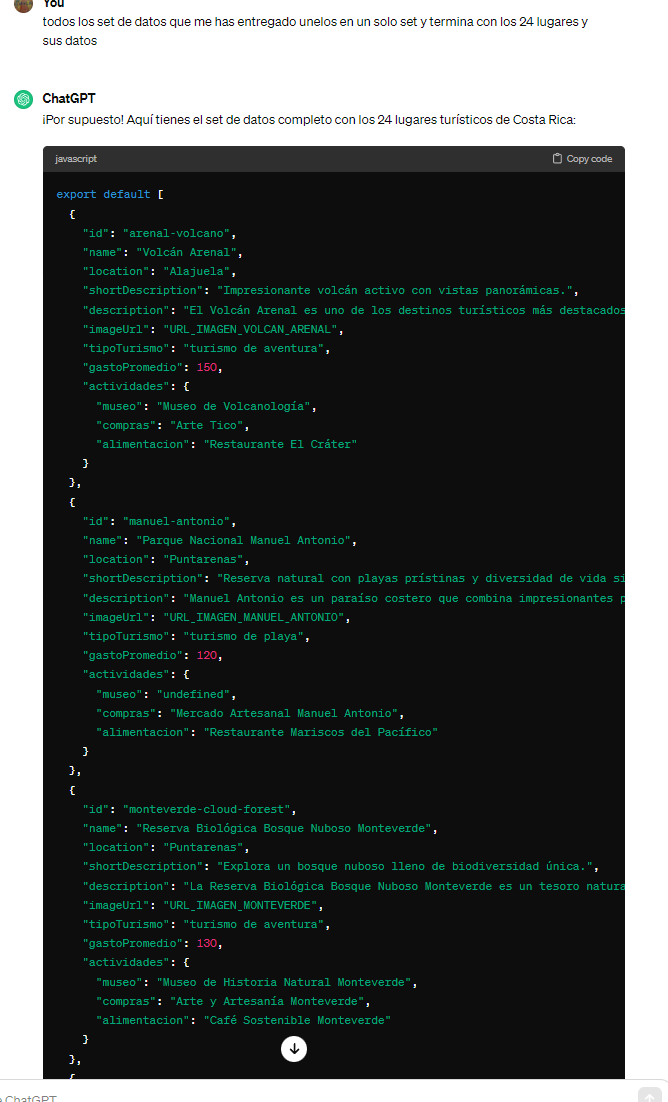 You
todos los set de datos que me has entregado unelos en un solo set y termina con los 24 lugares y
sus datos
ChatGPT
¡Por supuesto! Aquí tienes el set de datos completo con los 24 lugares turísticos de Costa Rica:
javascript
Copy code
export default [
{
"id": "arenal-volcano",
"name": "Volcán Arenal",
"location": "Alajuela",
"shortDescription": "Impresionante volcán activo con vistas panorámicas.",
"description": "El Volcán Arenal es uno de los destinos turísticos más destacados
"imageUrl": "URL_IMAGEN_VOLCAN_ARENAL",
"tipoTurismo": "turismo de aventura",
"gastoPromedio": 150,
"actividades": {
"museo": "Museo de Volcanología",
"compras": "Arte Tico",
"alimentacion": "Restaurante El Cráter"
}
},
{
"id": "manuel-antonio",
"name": "Parque Nacional Manuel Antonio",
"location": "Puntarenas",
"shortDescription": "Reserva natural con playas prístinas y diversidad de vida si
"description": "Manuel Antonio es un paraíso costero que combina impresionantes p
"imageUrl": "URL_IMAGEN_MANUEL_ANTONIO",
"tipoTurismo": "turismo de playa",
"gastoPromedio": 120,
"actividades": {
"museo": "undefined",
"compras": "Mercado Artesanal Manuel Antonio",
"alimentacion": "Restaurante Mariscos del Pacífico"
}
},
{
"id": "monteverde-cloud-forest",
"name": "Reserva Biológica Bosque Nuboso Monteverde",
"location": "Puntarenas",
"shortDescription": "Explora un bosque nuboso lleno de biodiversidad única.",
"description": "La Reserva Biológica Bosque Nuboso Monteverde es un tesoro natura
"imageUrl": "URL_IMAGEN_MONTEVERDE",
"tipoTurismo": "turismo de aventura",
"gastoPromedio": 130,
"actividades": {
"museo": "Museo de Historia Natural Monteverde",
"compras": "Arte y Artesanía Monteverde",
"alimentacion": "Café Sostenible Monteverde"
}
},
{
ChatGPT